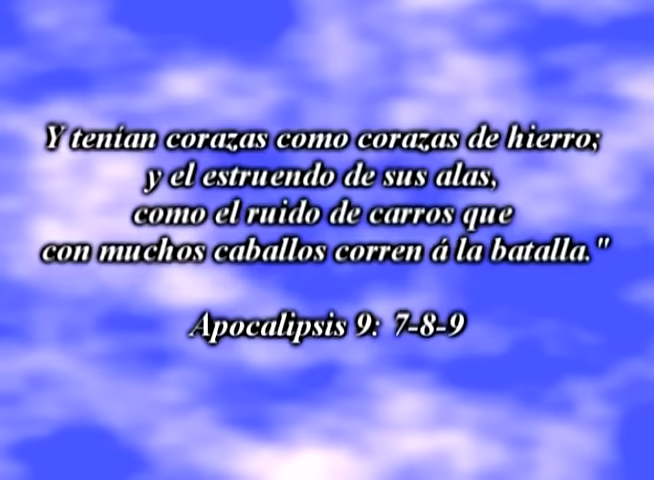 Y tenían corazas como corazas de hierro;
y el estruendo de sus alas,
como el ruido de carros que
con muchos caballos corren á la batalla."
Apocalipsis 9: 7-8-9